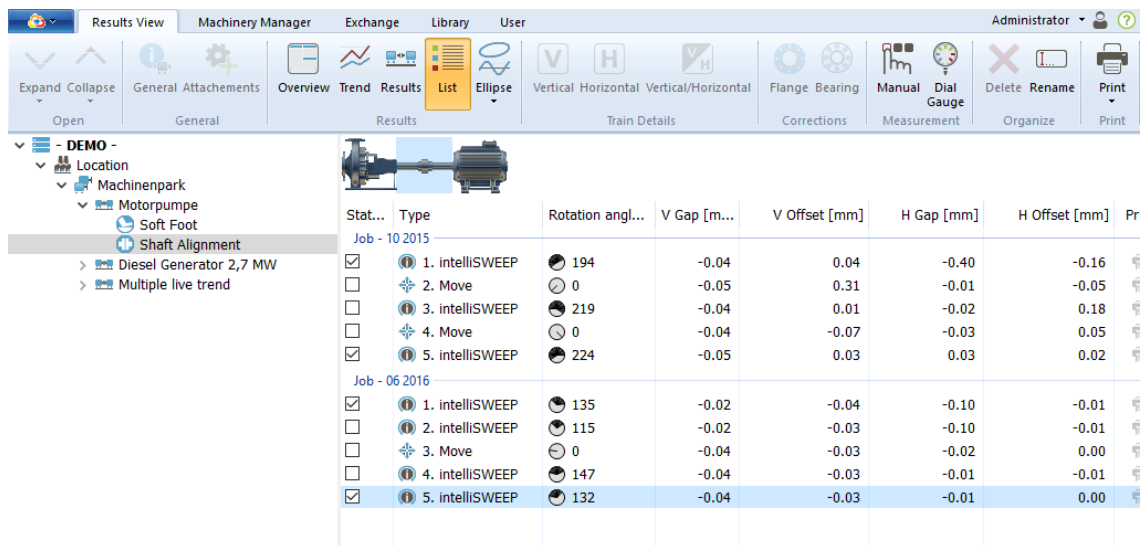 Results View Machinery Manager Exchange Library User Administrator ?
Expand Collapse General Attachements Overview Trend Results List Ellipse Vertical Horizontal Vertical/Horizontal Flange Bearing Manual Dial Gauge Delete Rename Print
Open General Results Train Details Corrections Measurement Organize Print
- DEMO -
Location
Machinenpark
Motorpumpe
Soft Foot
Shaft Alignment
Diesel Generator 2,7 MW
Multiple live trend
Stat... Type Rotation angl... V Gap [m... V Offset [mm] H Gap [mm] H Offset [mm] Pr
Job - 10 2015
1. intelliSWEEP 194 -0.04 0.04 -0.40 -0.16
2. Move 0 -0.05 0.31 -0.01 -0.05
3. intelliSWEEP 219 -0.04 0.01 -0.02 0.18
4. Move 0 -0.04 -0.07 -0.03 0.05
5. intelliSWEEP 224 -0.05 0.03 0.03 0.02
Job - 06 2016
1. intelliSWEEP 135 -0.02 -0.04 -0.10 -0.01
2. intelliSWEEP 115 -0.02 -0.03 -0.10 -0.01
3. Move 0 -0.04 -0.03 -0.02 0.00
4. intelliSWEEP 147 -0.04 -0.03 -0.01 -0.01
5. intelliSWEEP 132 -0.04 -0.03 -0.01 0.00